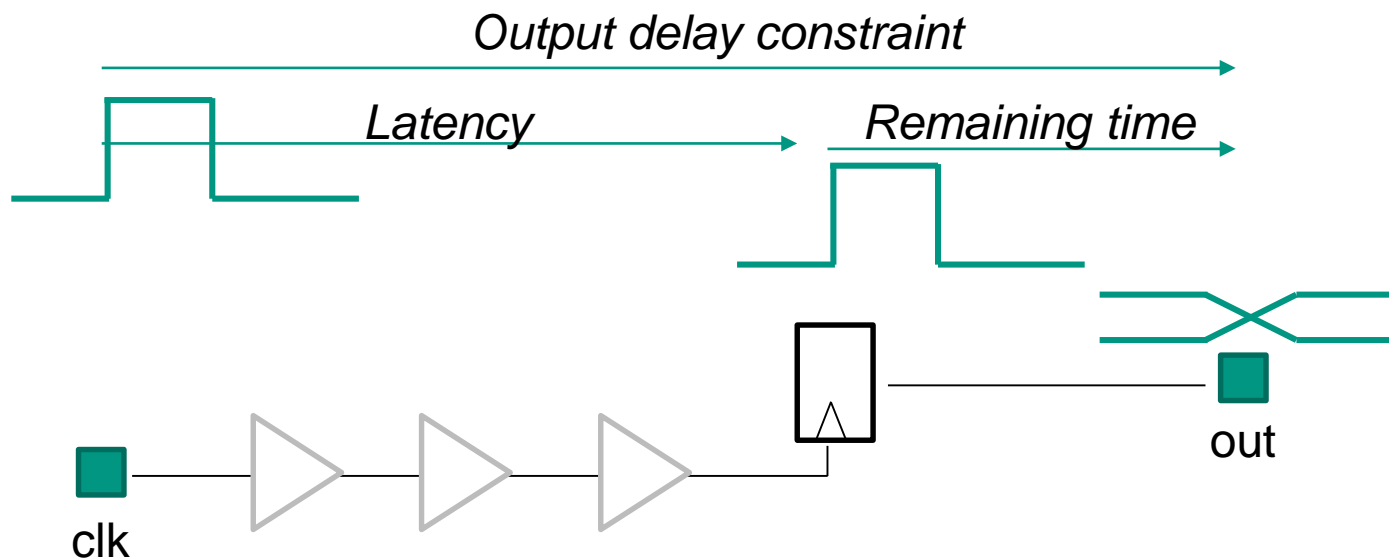 Output delay constraint
Latency
Remaining time
out
clk